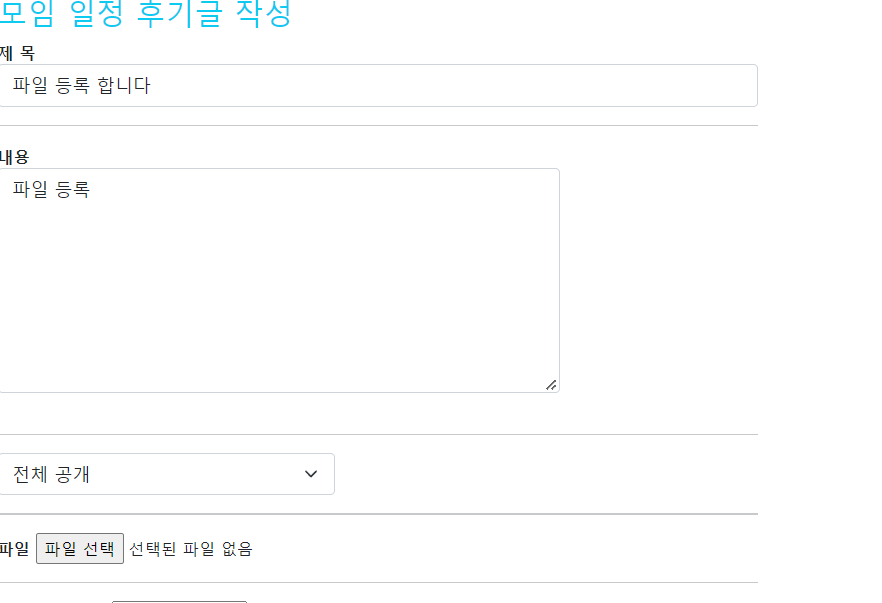 모임 일정 후기글 작성
제 목
파일 등록 합니다
내용
파일 등록
전체 공개
파일 파일 선택 선택된 파일 없음